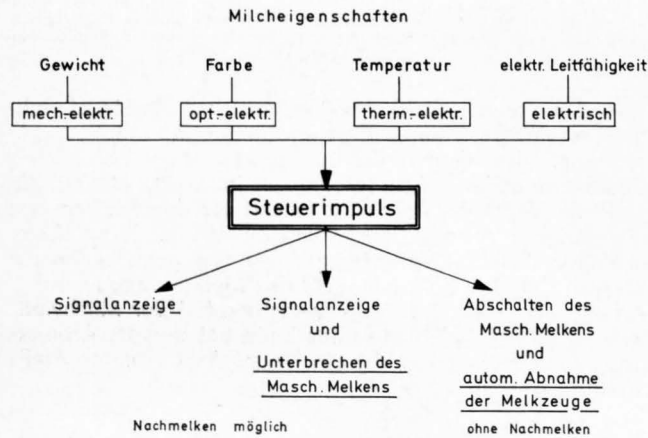 Milcheigenschaften
Gewicht Farbe Temperatur elektr. Leitfähigkeit
mech.-elektr. opt.-elektr. therm.-elektr. elektrisch
Steuerimpuls
Signalanzeige
Signalanzeige
und
Unterbrechen des
Masch. Melkens
Abschalten des
Masch. Melkens
und
autom. Abnahme
der Melkzeuge
Nachmelken möglich
ohne Nachmelken